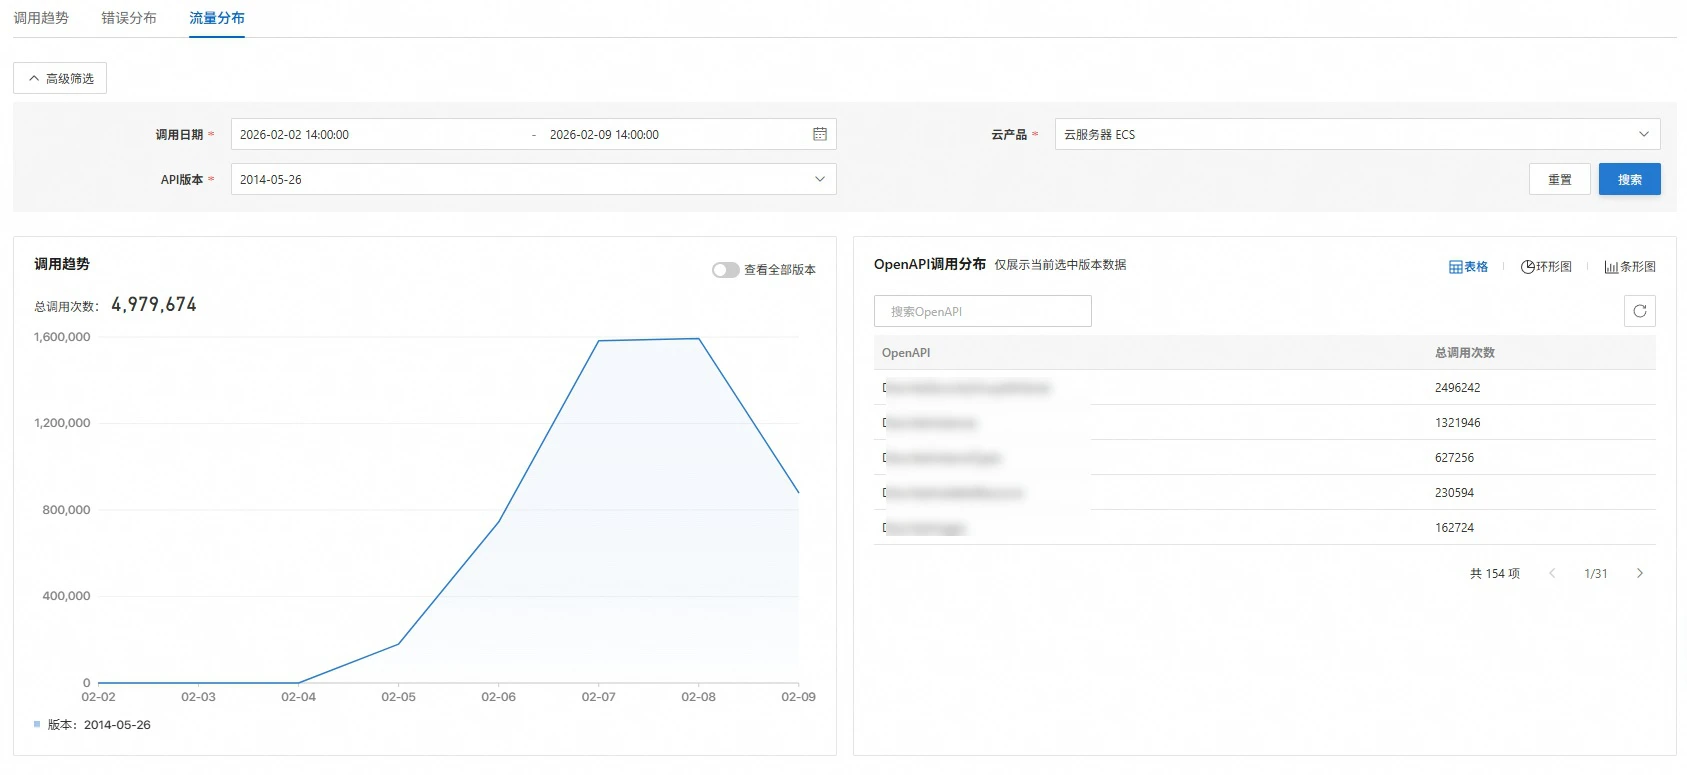 调用趋势 错误分布 流量分布
高级筛选
调用日期 * 2026-02-02 14:00:00 - 2026-02-09 14:00:00 云产品 * 云服务器 ECS
API版本 * 2014-05-26 重置 搜索
调用趋势 查看全部版本
总调用次数: 4,979,674
1,600,000
1,200,000
800,000
400,000
0
02-02 02-03 02-04 02-05 02-06 02-07 02-08 02-09
版本: 2014-05-26
OpenAPI调用分布 仅展示当前选中版本数据 表格 环形图 条形图
搜索OpenAPI
OpenAPI 总调用次数
2496242
1321946
627256
230594
162724
共 154 项 1/31